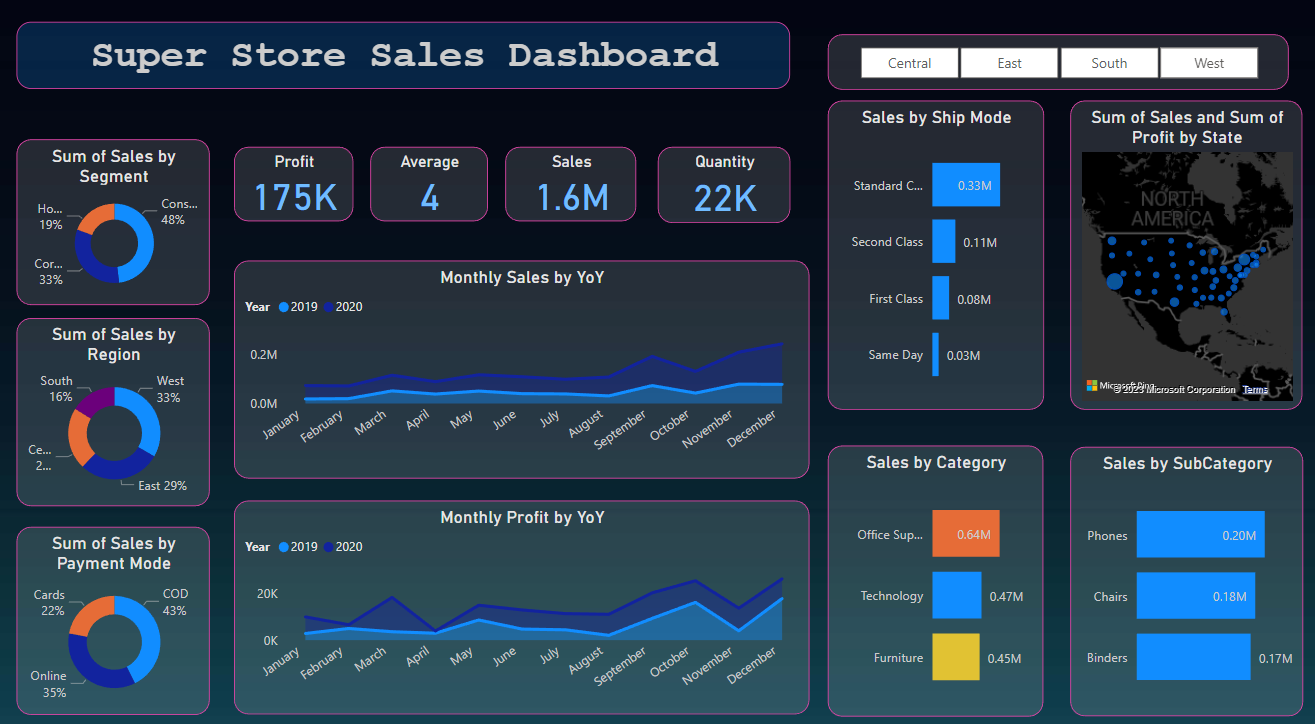 Super Store Sales Dashboard
Central East South West
Sum of Sales by
Segment
Ho...
19%
Cons...
48%
Cor...
33%
Profit
175K
Average
4
Sales
1.6M
Quantity
22K
Sales by Ship Mode
Standard C... 0.33M
Second Class 0.11M
First Class 0.08M
Same Day 0.03M
Sum of Sales and Sum of
Profit by State
NORTH
AMERICA
Microsoft Bing
© 2023 Microsoft Corporation Terms
Sum of Sales by
Region
South
16%
West
33%
Ce...
2...
East 29%
Monthly Sales by YoY
Year 2019 2020
0.2M
0.0M
January February March April May June July August September October November December
Sum of Sales by
Payment Mode
Cards
22%
COD
43%
Online
35%
Monthly Profit by YoY
Year 2019 2020
20K
0K
January February March April May June July August September October November December
Sales by Category
Office Sup... 0.64M
Technology 0.47M
Furniture 0.45M
Sales by SubCategory
Phones 0.20M
Chairs 0.18M
Binders 0.17M